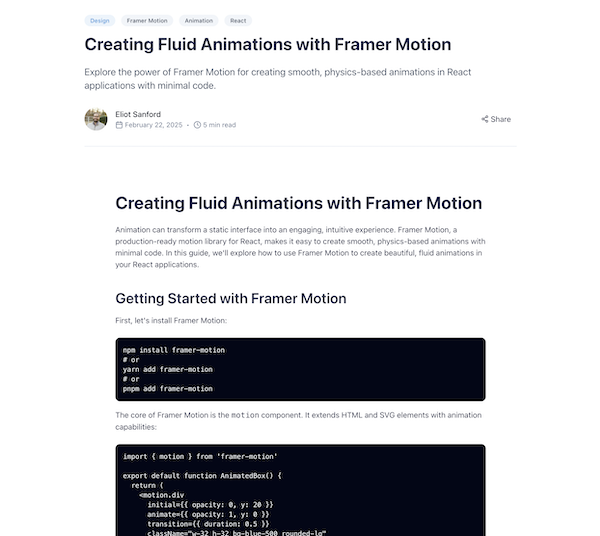 Design Framer Motion Animation React
Creating Fluid Animations with Framer Motion
Explore the power of Framer Motion for creating smooth, physics-based animations in React
applications with minimal code.
Eliot Sanford
February 22, 2025 • 5 min read
Share
Creating Fluid Animations with Framer Motion
Animation can transform a static interface into an engaging, intuitive experience. Framer Motion, a
production-ready motion library for React, makes it easy to create smooth, physics-based animations with
minimal code. In this guide, we'll explore how to use Framer Motion to create beautiful, fluid animations in
your React applications.
Getting Started with Framer Motion
First, let's install Framer Motion:
npm install framer-motion
# or
yarn add framer-motion
# or
pnpm add framer-motion
The core of Framer Motion is the motion component. It extends HTML and SVG elements with animation
capabilities:
import { motion } from 'framer-motion'
export default function AnimatedBox() {
return (
<motion.div
initial={{ opacity: 0, y: 20 }}
animate={{ opacity: 1, y: 0 }}
transition={{ duration: 0.5 }}
className="w-32 h-32 bg-blue-500 rounded-lg"